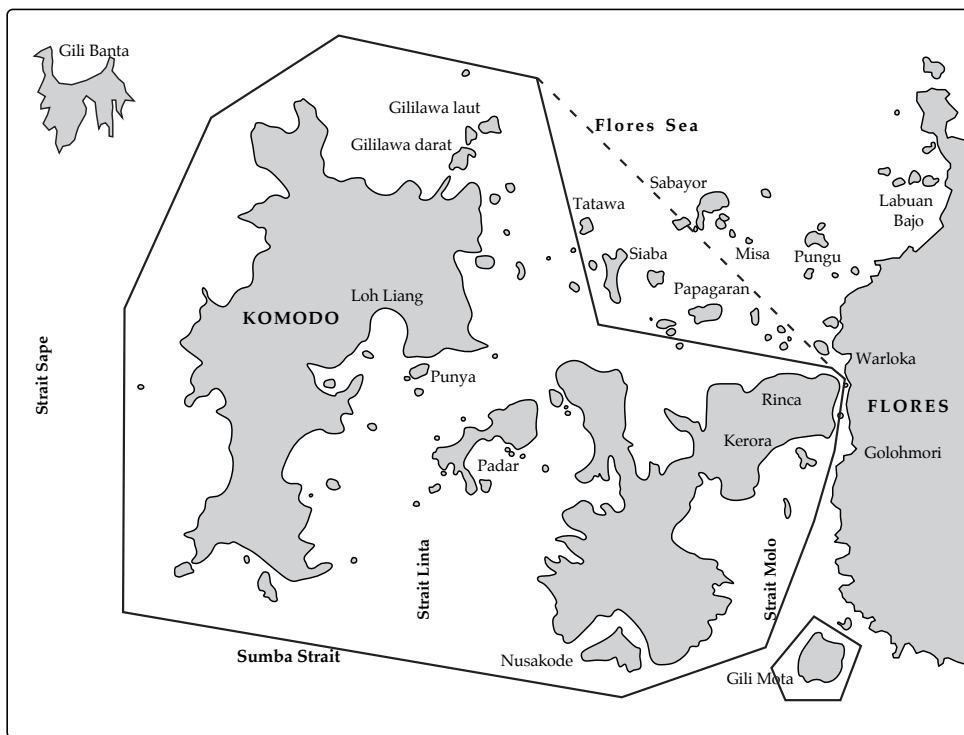 Gili Banta
Gililawa laut
Gililawa darat
Flores Sea
Sabayor
Tatawa
Labuan
Bajo
Siaba
Misa
Pungu
Papagaran
Loh Liang
KOMODO
Strait Sape
Punya
Warloka
Rinca
FLORES
Kerora
Golohmori
Padar
Strait Linta
Strait Molo
Sumba Strait
Nusakode
Gili Mota